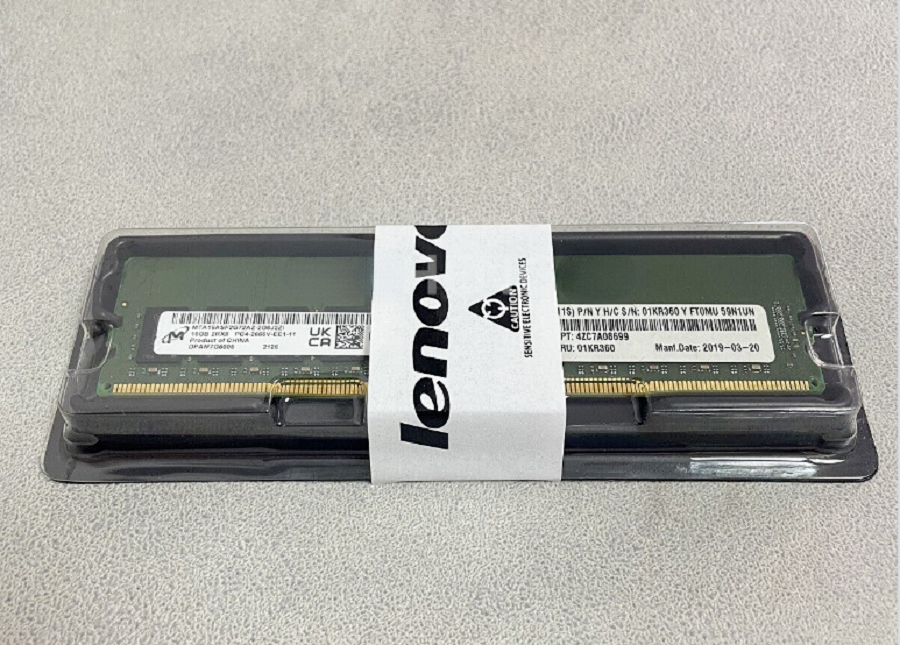 lenovo
CAUTION
SENSITIVE ELECTRONIC DEVICES
16GB 2RX8 PC4-2666V-EE1-11
Product of CHINA
UK
CA
1S) P/N Y H/C S/N: 01KR360 Y FT0MU 59N1UN
PT: 4ZC7A08699
RU: 01KR360
Manf.Date: 2019-03-20